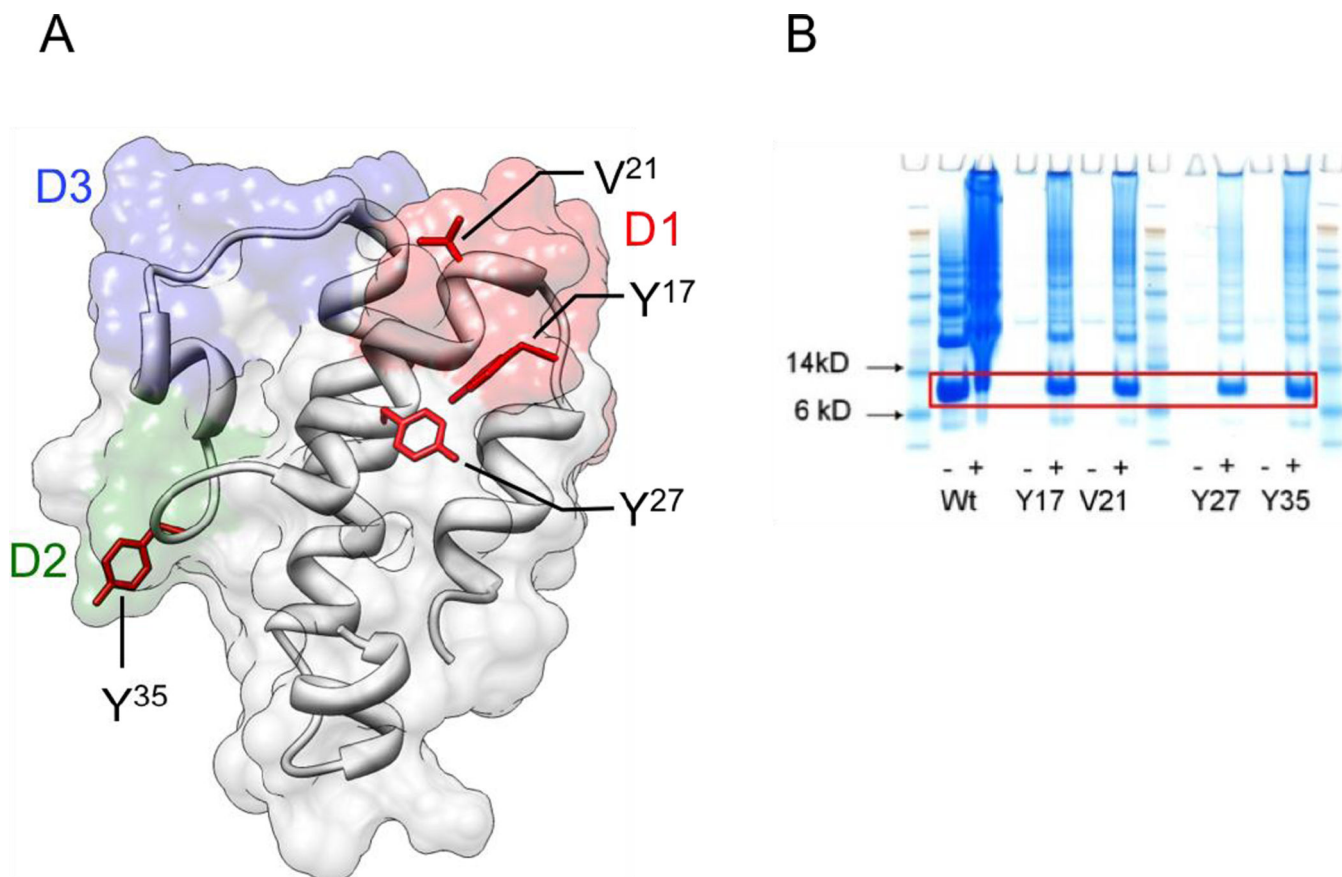 A
B
V21
D3
D1
Y17
Y27
D2
Y35
14kD
6 kD
- + - + - + - + - +
Wt Y17 V21 Y27 Y35